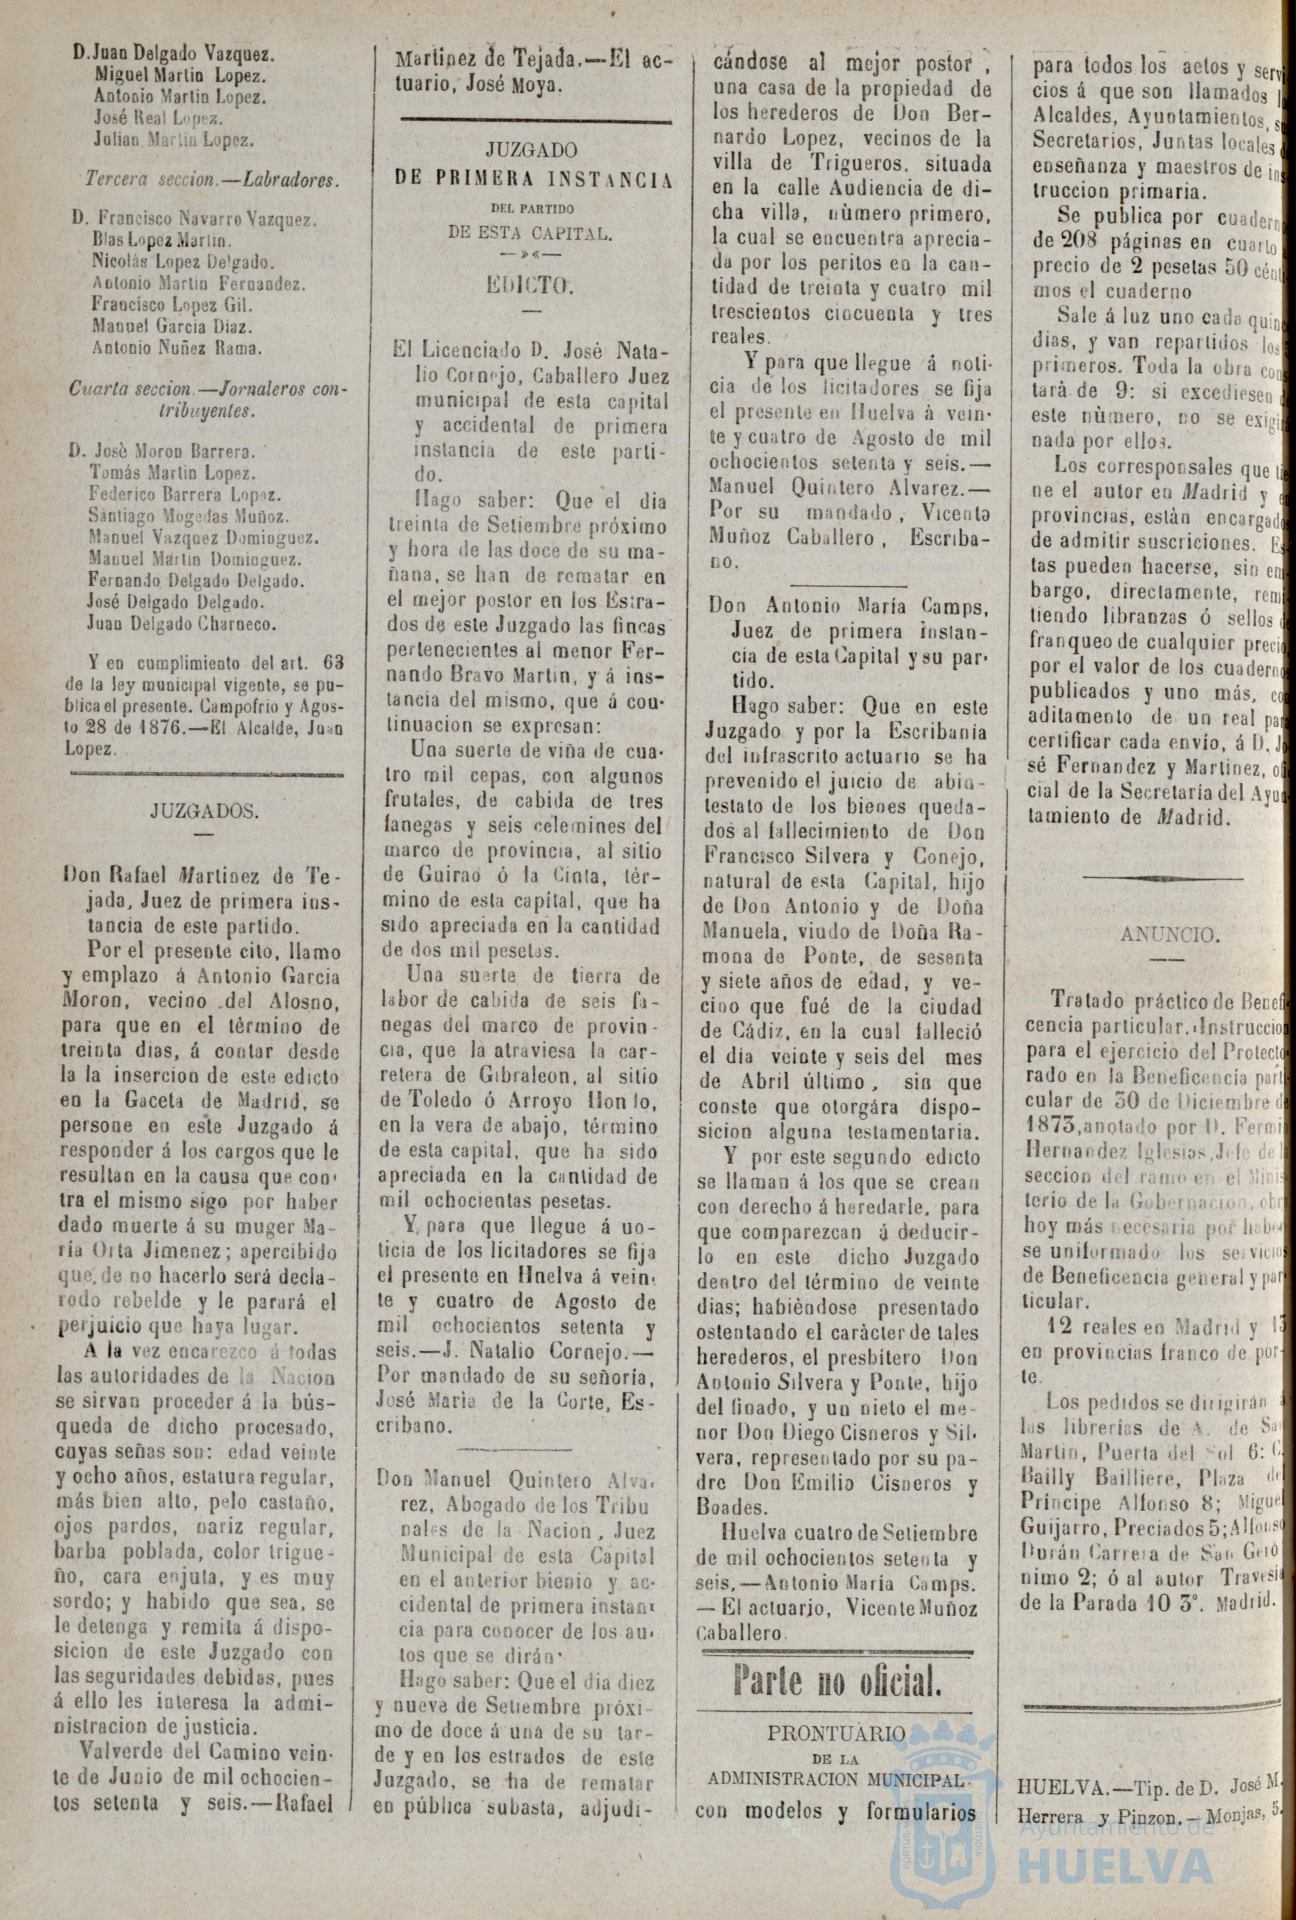 D. Juan Delgado Vazquez.
Miguel Martin Lopez.
Antonio Martin Lopez.
José Real Lopez.
Julian Martin Lopez.
Tercera seccion.—Labradores.
D. Francisco Navarro Vazquez.
Blas Lopez Martin.
Nicolás Lopez Delgado.
Antonio Martin Fernandez.
Francisco Lopez Gil.
Manuel Garcia Diaz.
Antonio Nuñez Rama.
Cuarta seccion.—Jornaleros con-
tribuyentes.
D. Josè Moron Barrera.
Tomás Martin Lopez.
Federico Barrera Lopez.
Santiago Mogedas Muñoz.
Manuel Vazquez Dominguez.
Manuel Martin Dominguez.
Fernando Delgado Delgado.
José Delgado Delgado.
Juan Delgado Charneco.
Y en cumplimiento del art. 63
de la ley municipal vigente, se pu-
blica el presente. Campofrio y Agos-
to 28 de 1876.—El Alcalde, Juan
Lopez.
JUZGADOS.
Don Rafael Martinez de Te-
jada, Juez de primera ins-
tancia de este partido.
Por el presente cito, llamo
y emplazo á Antonio Garcia
Moron, vecino del Alosno,
para que en el término de
treinta dias, á contar desde
la la insercion de este edicto
en la Gaceta de Madrid, se
persone en este Juzgado á
responder á los cargos que le
resultan en la causa que con-
tra el mismo sigo por haber
dado muerte á su muger Ma-
ría Orta Jimenez; apercibido
que, de no hacerlo será decla-
rodo rebelde y le parará el
perjuicio que haya lugar.
A la vez encarezco á todas
las autoridades de la Nacion
se sirvan proceder á la bús-
queda de dicho procesado,
cuyas señas son: edad veinte
y ocho años, estatura regular,
más bien alto, pelo castaño,
ojos pardos, nariz regular,
barba poblada, color trigue-
ño, cara enjuta, y es muy
sordo; y habido que sea, se
le detenga y remita á dispo-
sicion de este Juzgado con
las seguridades debidas, pues
á ello les interesa la admi-
nistracion de justicia.
Valverde del Camino vein-
te de Junio de mil ochocien-
tos setenta y seis.—Rafael
Martinez de Tejada.—El ac-
tuario, José Moya.
JUZGADO
DE PRIMERA INSTANCIA
DEL PARTIDO
DE ESTA CAPITAL.
—»«—
EDICTO.
El Licenciado D. Josè Nata-
lio Cornejo, Caballero Juez
municipal de esta capital
y accidental de primera
instancia de este parti-
do.
Hago saber: Que el dia
treinta de Setiembre próximo
y hora de las doce de su ma-
ñana, se han de rematar en
el mejor postor en los Estra-
dos de este Juzgado las fincas
pertenecientes al menor Fer-
nando Bravo Martin, y á ins-
tancia del mismo, que á con-
tinuacion se expresan:
Una suerte de viña de cua-
tro mil cepas, con algunos
frutales, de cabida de tres
fanegas y seis celemines del
marco de provincia, al sitio
de Guirao ó la Cinta, tér-
mino de esta capital, que ha
sido apreciada en la cantidad
de dos mil pesetas.
Una suerte de tierra de
labor de cabida de seis fa-
negas del marco de provin-
cia, que la atraviesa la car-
retera de Gibraleon, al sitio
de Toledo ó Arroyo Hondo,
en la vera de abajo, término
de esta capital, que ha sido
apreciada en la cantidad de
mil ochocientas pesetas.
Y para que llegue á no-
ticia de los licitadores se fija
el presente en Huelva á vein-
te y cuatro de Agosto de
mil ochocientos setenta y
seis.—J. Natalio Cornejo.—
Por mandado de su señoría,
José Maria de la Corte, Es-
cribano.
Don Manuel Quintero Alva-
rez, Abogado de los Tribu
nales de la Nacion, Juez
Municipal de esta Capital
en el anterior bienio y ac-
cidental de primera instan-
cia para conocer de los au-
tos que se dirán·
Hago saber: Que el dia diez
y nueve de Setiembre próxi-
mo de doce á una de su tar-
de y en los estrados de este
Juzgado, se ha de rematar
en pública subasta, adjudi-
cándose al mejor postor,
una casa de la propiedad de
los herederos de Don Ber-
nardo Lopez, vecinos de la
villa de Trigueros, situada
en la calle Audiencia de di-
cha villa, nùmero primero,
la cual se encuentra aprecia-
da por los peritos en la can-
tidad de treinta y cuatro mil
trescientos cincuenta y tres
reales.
Y para que llegue á noti-
cia de los licitadores se fija
el presente en Huelva à vein-
te y cuatro de Agosto de mil
ochocientos setenta y seis.—
Manuel Quintero Alvarez.—
Por su mandado, Vicente
Muñoz Caballero, Escriba-
no.
Don Antonio María Camps,
Juez de primera instan-
cia de esta Capital y su par-
tido.
Hago saber: Que en este
Juzgado y por la Escribania
del infrascrito actuario se ha
prevenido el juicio de abin-
testato de los bienes queda-
dos al fallecimiento de Don
Francisco Silvera y Conejo,
natural de esta Capital, hijo
de Don Antonio y de Doña
Manuela, viudo de Doña Ra-
mona de Ponte, de sesenta
y siete años de edad, y ve-
cino que fué de la ciudad
de Cádiz, en la cual falleció
el dia veinte y seis del mes
de Abril último, sin que
conste que otorgára dispo-
sicion alguna testamentaria.
Y por este segundo edicto
se llaman á los que se crean
con derecho á heredarle, para
que comparezcan á deducir-
lo en este dicho Juzgado
dentro del término de veinte
dias; habiéndose presentado
ostentando el caràcter de tales
herederos, el presbitero Don
Antonio Silvera y Ponte, hijo
del finado, y un nieto el me-
nor Don Diego Cisneros y Sil-
vera, representado por su pa-
dre Don Emilio Cisneros y
Boades.
Huelva cuatro de Setiembre
de mil ochocientos setenta y
seis.—Antonio María Camps.
—El actuario, Vicente Muñoz
Caballero.
Parte no oficial.
PRONTUARIO
DE LA
ADMINISTRACION MUNICIPAL
con modelos y formularios
para todos los actos y servi
cios á que son llamados l
Alcaldes, Ayuntamientos, su
Secretarios, Juntas locales d
enseñanza y maestros de ins
truccion primaria.
Se publica por cuadern
de 208 páginas en cuarto
precio de 2 pesetas 50 cénti
mos el cuaderno
Sale á luz uno cada quin
dias, y van repartidos los
primeros. Toda la obra cons
tarà de 9: si excediesen d
este nùmero, no se exigir
nada por ellos.
Los corresponsales que tie
ne el autor en Madrid y e
provincias, están encargado
de admitir suscriciones. Es
tas pueden hacerse, sin em
bargo, directamente, remi
tiendo libranzas ó sellos d
franqueo de cualquier precio
por el valor de los cuaderno
publicados y uno más, co
aditamento de un real par
certificar cada envío, á D. Jo
sé Fernandez y Martinez, ofi
cial de la Secretaría del Ayun
tamiento de Madrid.
ANUNCIO.
Tratado práctico de Benefi
cencia particular. Instruccion
para el ejercicio del Protecto
rado en la Beneficencia parti
cular de 30 de Diciembre de
1873, anotado por D. Fermi
Hernandez Iglesias, Jefe de l
seccion del ramo en el Minis
terio de la Gobernacion, obra
hoy más necesaria por haber
se uniformado los servicios
de Beneficencia general y par
ticular.
12 reales en Madrid y 13
en provincias franco de por-
te.
Los pedidos se dirigirán á
las librerías de A. de San
Martin, Puerta del Sol 6: C.
Bailly Bailliere, Plaza del
Príncipe Alfonso 8; Miguel
Guijarro, Preciados 5; Alfonso
Durán Carrera de San Geró
nimo 2; ó al autor Travesia
de la Parada 10 3º. Madrid.
HUELVA.—Tip. de D. José M.
Herrera y Pinzon.—Monjas, 5.
Ayuntamiento de
HUELVA